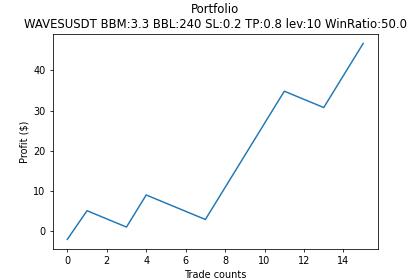 Portfolio
WAVESUSDT BBM:3.3 BBL:240 SL:0.2 TP:0.8 lev:10 WinRatio:50.0
40
30
20
10
0
Profit ($)
0 2 4 6 8 10 12 14
Trade counts